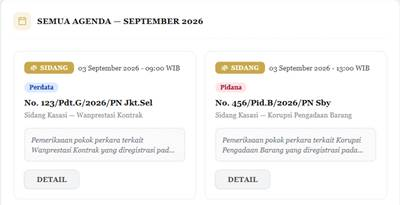 SEMUA AGENDA — SEPTEMBER 2026
SIDANG 03 September 2026 - 09:00 WIB
Perdata
No. 123/Pdt.G/2026/PN Jkt.Sel
Sidang Kasasi — Wanprestasi Kontrak
Pemeriksaan pokok perkara terkait
Wanprestasi Kontrak yang diregistrasi pad...
DETAIL
SIDANG 03 September 2026 - 13:00 WIB
Pidana
No. 456/Pid.B/2026/PN Sby
Sidang Kasasi — Korupsi Pengadaan Barang
Pemeriksaan pokok perkara terkait Korupsi
Pengadaan Barang yang diregistrasi pada...
DETAIL